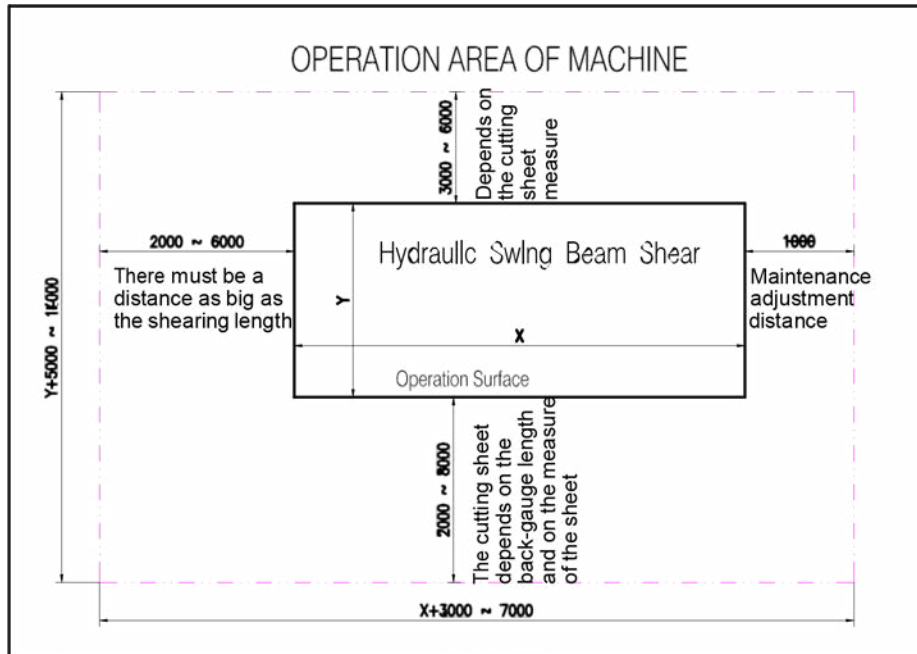 OPERATION AREA OF MACHINE
3000 ~ 6000
Depends on
the cutting
sheet
measure
2000 ~ 6000
There must be a
distance as big as
the shearing length
Hydraulic Swing Beam Shear
1000
Maintenance
adjustment
distance
Y
X
Operation Surface
Y+5000 ~ 14000
2000 ~ 8000
The cutting sheet
depends on the
back-gauge length
and on the measure
of the sheet
X+3000 ~ 7000